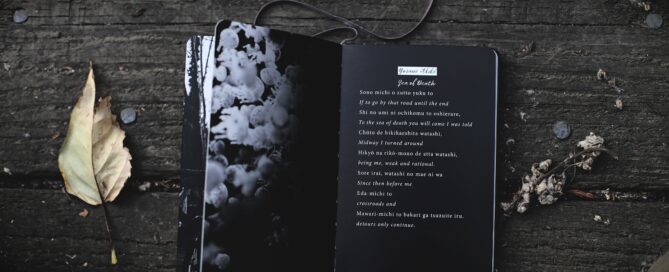 Yosano Akiko
Sea of Death
Sono michi o zutto yuku to
If to go by that road until the end
Shi no umi ni ochikomu to oshierare,
To the sea of death you will come I was told
Chūto de hikikaeshita watashi,
Midway I turned around
Hikyō na rikō-mono de atta watashi,
being me, weak and rational.
Sore irai, watashi no mae ni wa
Since then before me
Eda-michi to
crossroads and
Mawari-michi to bakari ga tsuzuite iru.
detours only continue.